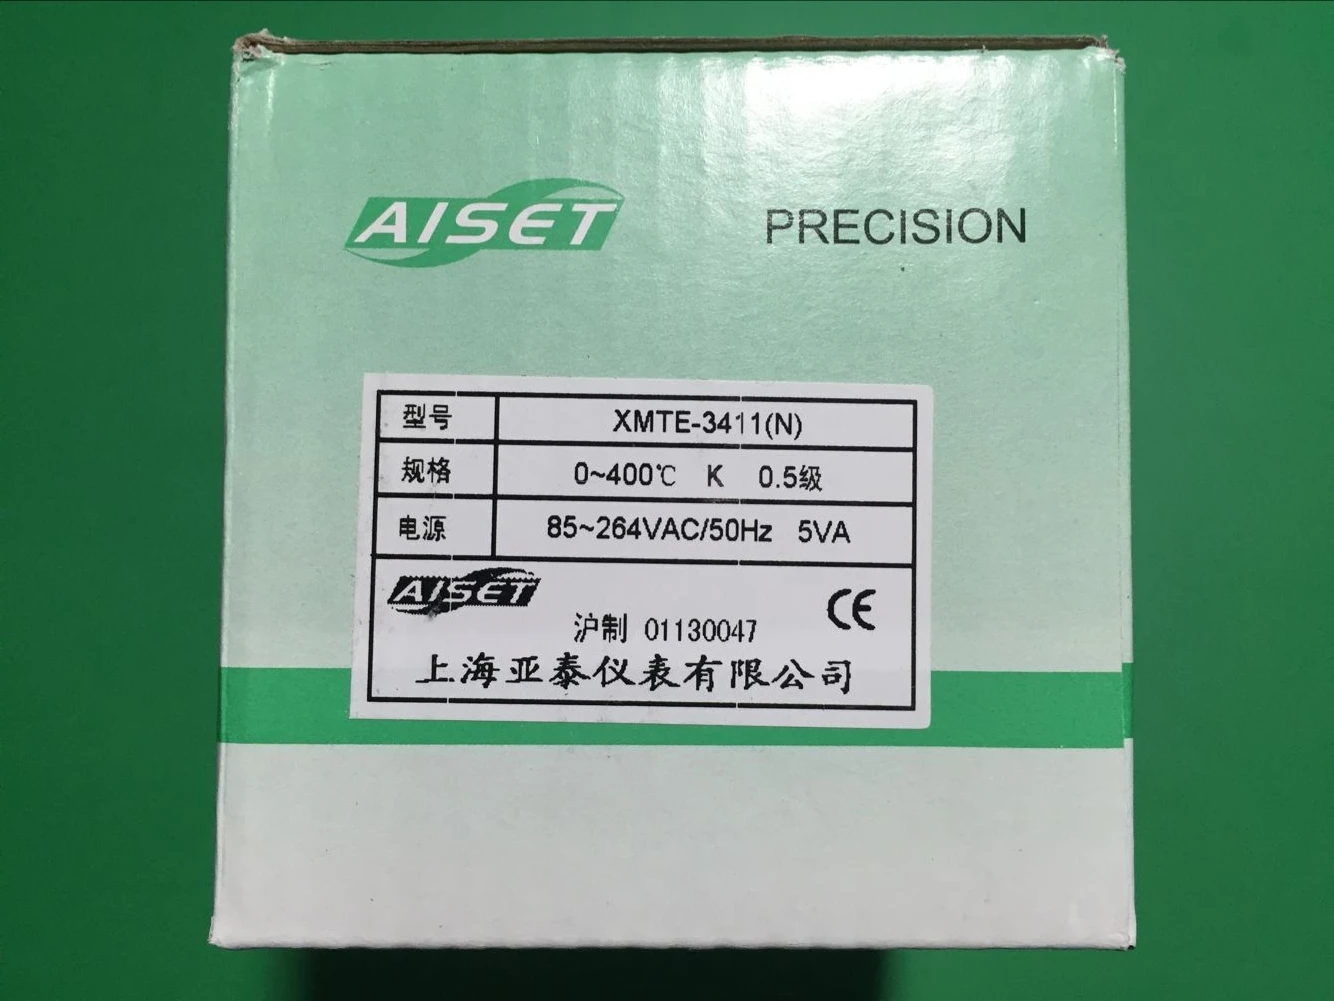 AISET PRECISION
型号 XMTE-3411(N)
规格 0~400℃ K 0.5级
电源 85~264VAC/50Hz 5VA
AISET CE
沪制 01130047
上海亚泰仪表有限公司